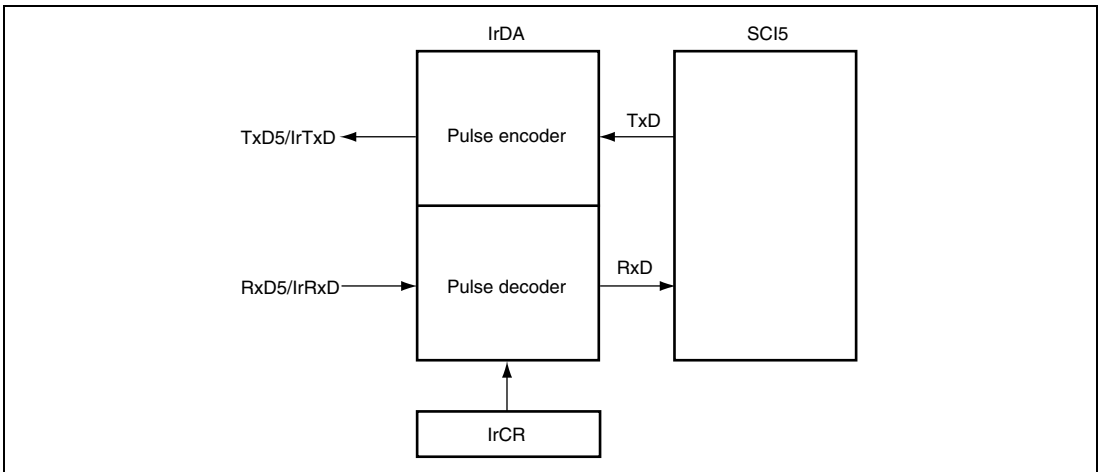 IrDA
SCI5
TxD5/IrTxD
Pulse encoder
TxD
RxD5/IrRxD
Pulse decoder
RxD
IrCR